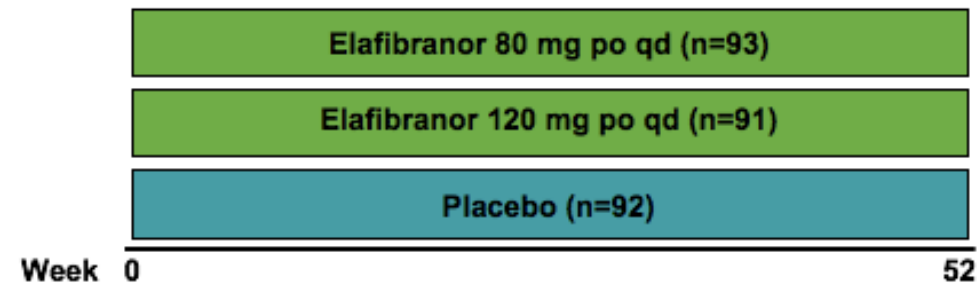 Elafibranor 80 mg po qd (n=93)
Elafibranor 120 mg po qd (n=91)
Placebo (n=92)
Week 0 52